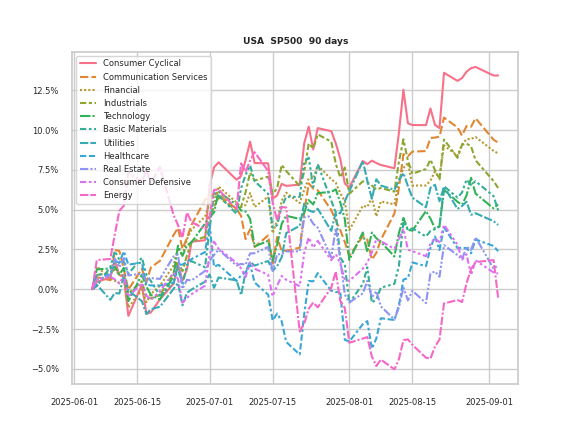 USA SP500 90 days
Consumer Cyclical
Communication Services
Financial
Industrials
Technology
Basic Materials
Utilities
Healthcare
Real Estate
Consumer Defensive
Energy
12.5%
10.0%
7.5%
5.0%
2.5%
0.0%
−2.5%
−5.0%
2025-06-01 2025-06-15 2025-07-01 2025-07-15 2025-08-01 2025-08-15 2025-09-01